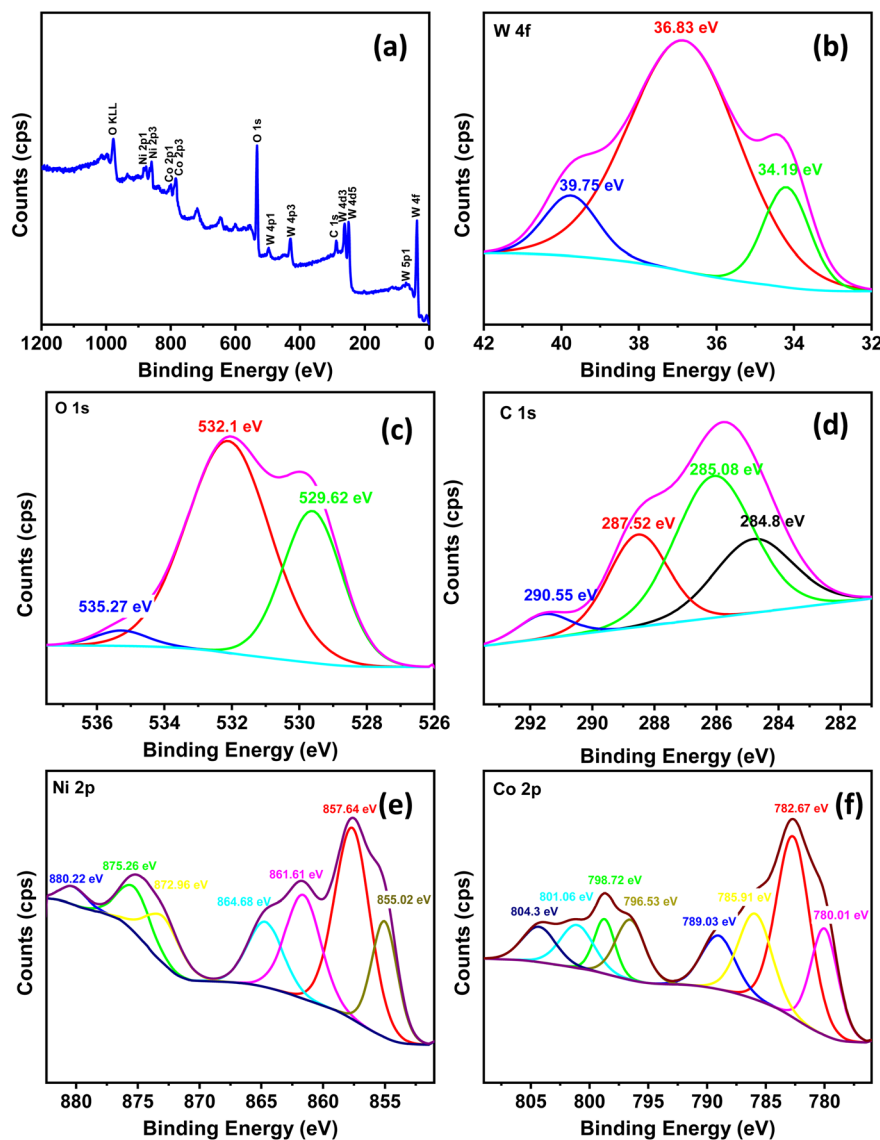 (a)
O KLL
Ni 2p1
Ni 2p3
Co 2p1
Co 2p3
O 1s
W 4p1
W 4p3
C 1s
W 4d3
W 4d5
W 5p1
W 4f
Counts (cps)
1200 1000 800 600 400 200 0
Binding Energy (eV)
W 4f
(b)
36.83 eV
39.75 eV
34.19 eV
Counts (cps)
42 40 38 36 34 32
Binding Energy (eV)
O 1s
(c)
532.1 eV
529.62 eV
535.27 eV
Counts (cps)
536 534 532 530 528 526
Binding Energy (eV)
C 1s
(d)
285.08 eV
287.52 eV
284.8 eV
290.55 eV
Counts (cps)
292 290 288 286 284 282
Binding Energy (eV)
Ni 2p
(e)
857.64 eV
880.22 eV
875.26 eV
872.96 eV
864.68 eV
861.61 eV
855.02 eV
Counts (cps)
880 875 870 865 860 855
Binding Energy (eV)
Co 2p
(f)
782.67 eV
804.3 eV
801.06 eV
798.72 eV
796.53 eV
789.03 eV
785.91 eV
780.01 eV
Counts (cps)
805 800 795 790 785 780
Binding Energy (eV)